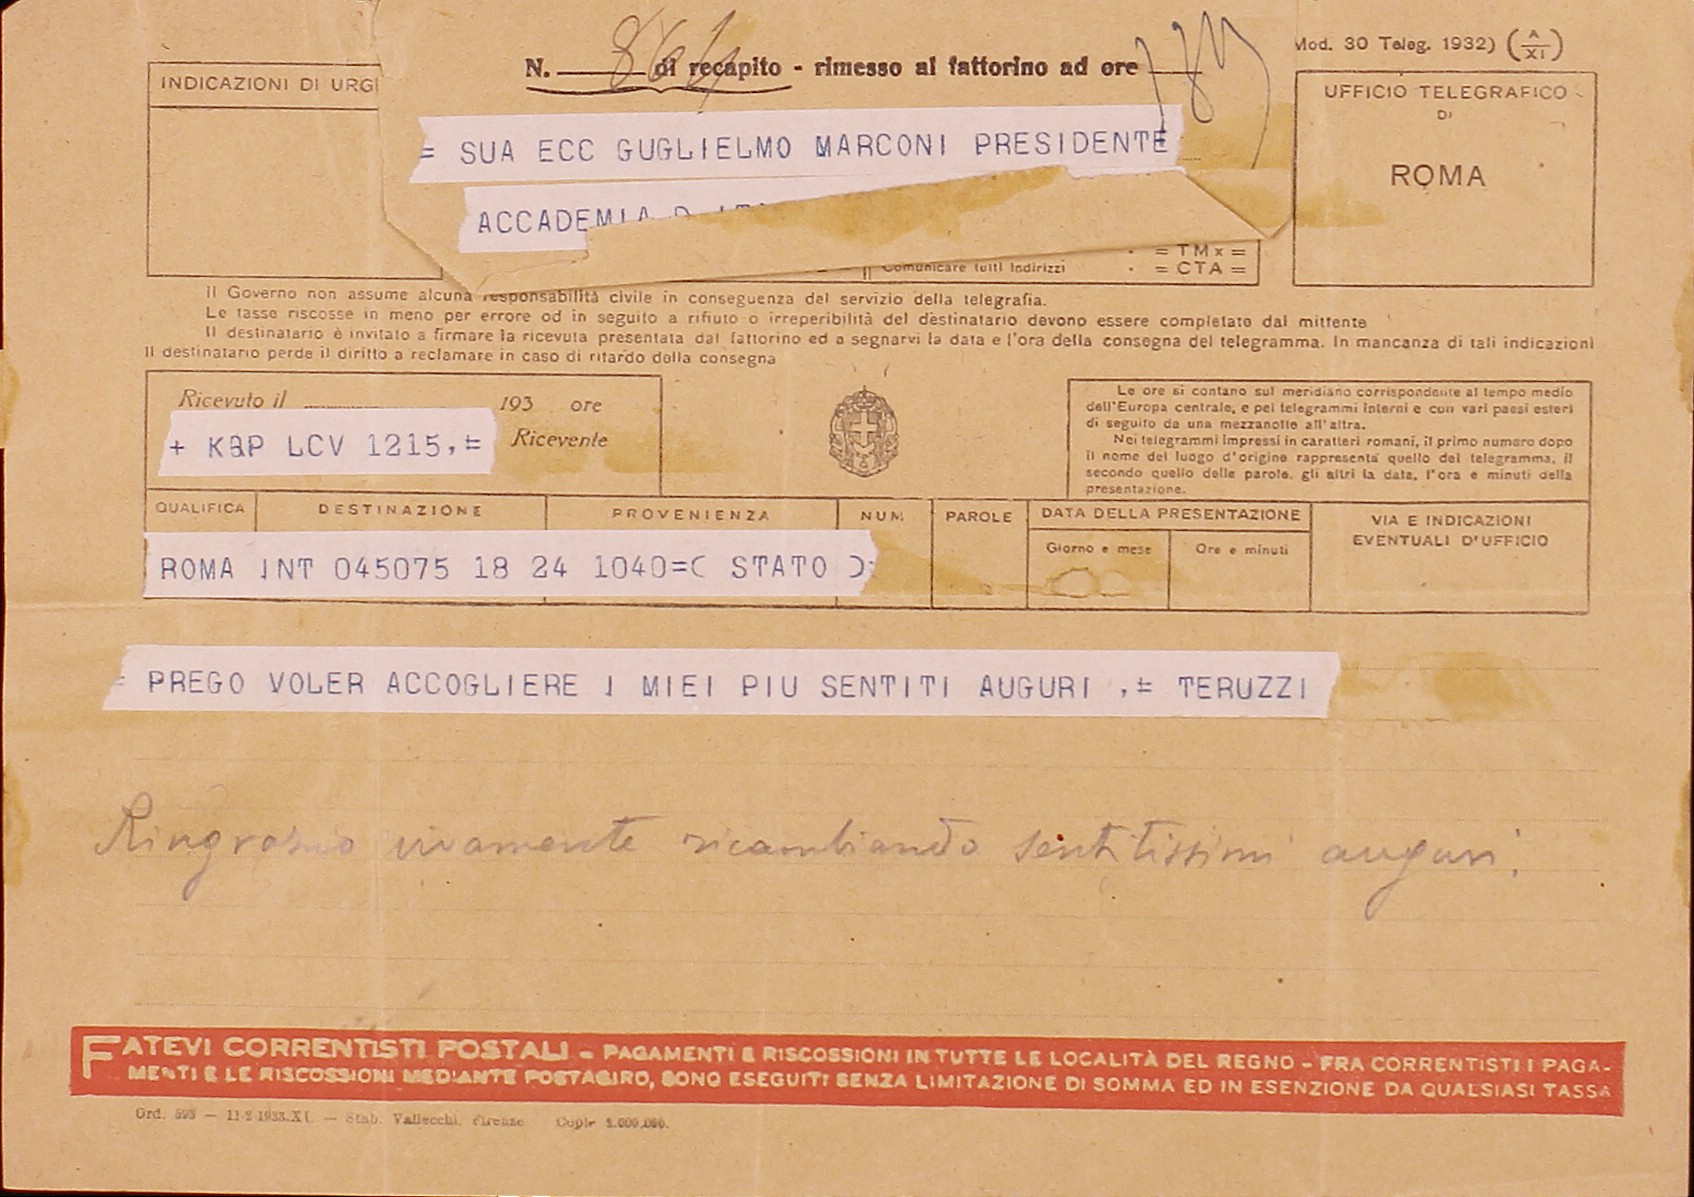 N. 864 di recapito - rimesso al fattorino ad ore
Mod. 30 Teleg. 1932) (A/XI)
INDICAZIONI DI URGI
= SUA ECC GUGLIELMO MARCONI PRESIDENTE
ACCADEMIA D
UFFICIO TELEGRAFICO
DI
ROMA
= TMx =
Comunicare tutti indirizzi = CTA =
Il Governo non assume alcuna responsabilità civile in conseguenza del servizio della telegrafia.
Le tasse riscosse in meno per errore od in seguito a rifiuto o irreperibilità del destinatario devono essere completate dal mittente
Il destinatario è invitato a firmare la ricevuta presentata dal fattorino ed a segnarvi la data e l'ora della consegna del telegramma. In mancanza di tali indicazioni
Il destinatario perde il diritto a reclamare in caso di ritardo della consegna
Ricevuto il 193 ore
+ KBP LCV 1215,= Ricevente
Le ore si contano sul meridiano corrispondente al tempo medio
dell'Europa centrale, e pei telegrammi interni e con vari paesi esteri
di seguito da una mezzanotte all'altra.
Nei telegrammi impressi in caratteri romani, il primo numero dopo
il nome del luogo d'origine rappresenta quello del telegramma, il
secondo quello delle parole, gli altri la data, l'ora e minuti della
presentazione.
QUALIFICA DESTINAZIONE PROVENIENZA NUM PAROLE DATA DELLA PRESENTAZIONE VIA E INDICAZIONI
EVENTUALI D'UFFICIO
Giorno e mese Ore e minuti
ROMA INT 045075 18 24 1040=( STATO )=
= PREGO VOLER ACCOGLIERE I MIEI PIU SENTITI AUGURI ,= TERUZZI
Ringrazio vivamente ricambiando sentitissimi auguri.
FATEVI CORRENTISTI POSTALI - PAGAMENTI E RISCOSSIONI IN TUTTE LE LOCALITÀ DEL REGNO - FRA CORRENTISTI I PAGA-
MENTI E LE RISCOSSIONI MEDIANTE POSTAGIRO, SONO ESEGUITI SENZA LIMITAZIONE DI SOMMA ED IN ESENZIONE DA QUALSIASI TASSA
Ord. 593 - 11-2-1933.XI. - Stab. Vallecchi. Firenze Copie 2.000.000.